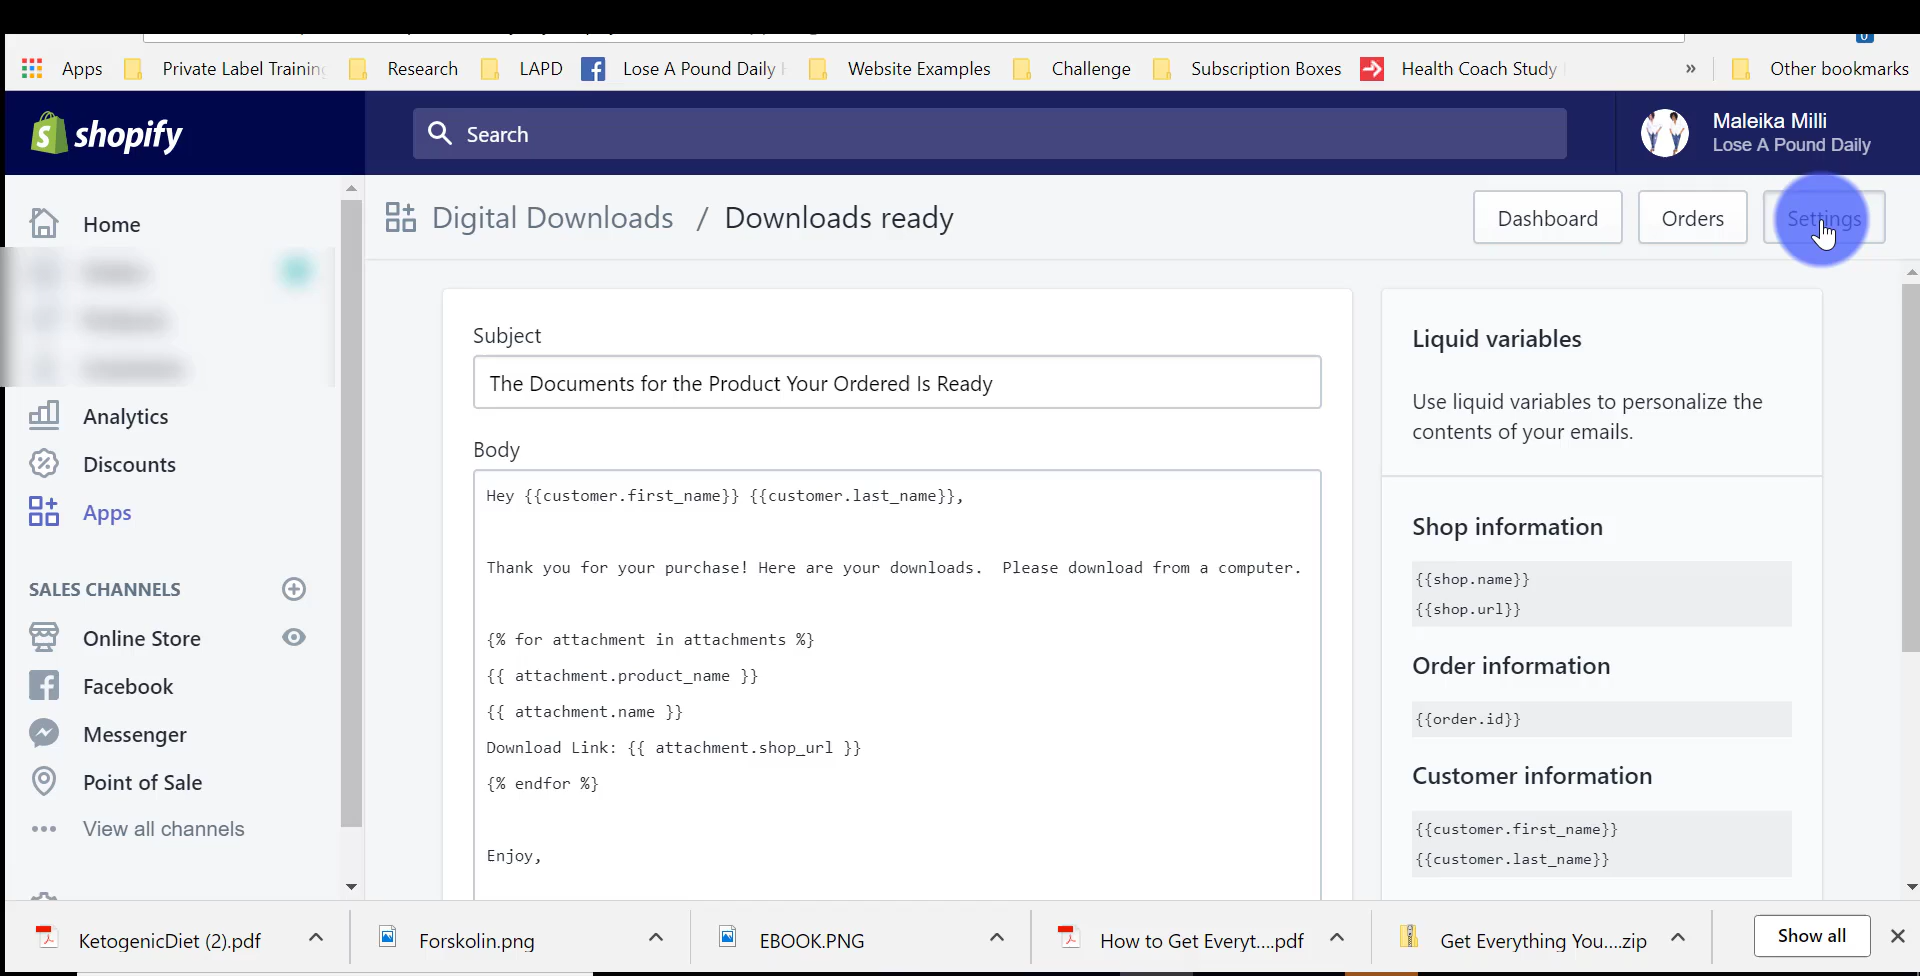 Apps
Private Label Training
Research
LAPD
Lose A Pound Daily
Website Examples
Challenge
Subscription Boxes
Health Coach Study
»
Other bookmarks
shopify
Search
Maleika Milli
Lose A Pound Daily
Home
Analytics
Discounts
Apps
SALES CHANNELS
Online Store
Facebook
Messenger
Point of Sale
View all channels
Digital Downloads / Downloads ready
Dashboard
Orders
Settings
Subject
The Documents for the Product Your Ordered Is Ready
Body
Hey {{customer.first_name}} {{customer.last_name}},
Thank you for your purchase! Here are your downloads.  Please download from a computer.
{% for attachment in attachments %}
{{ attachment.product_name }}
{{ attachment.name }}
Download Link: {{ attachment.shop_url }}
{% endfor %}
Enjoy,
Liquid variables
Use liquid variables to personalize the
contents of your emails.
Shop information
{{shop.name}}
{{shop.url}}
Order information
{{order.id}}
Customer information
{{customer.first_name}}
{{customer.last_name}}
KetogenicDiet (2).pdf
Forskolin.png
EBOOK.PNG
How to Get Everyt....pdf
Get Everything You....zip
Show all